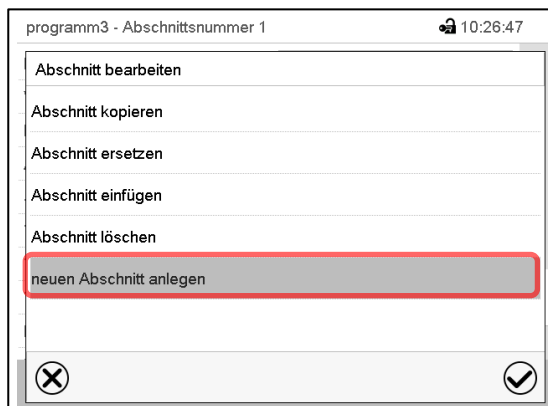 programm3 - Abschnittsnummer 1 10:26:47
Abschnitt bearbeiten
Abschnitt kopieren
Abschnitt ersetzen
Abschnitt einfügen
Abschnitt löschen
neuen Abschnitt anlegen